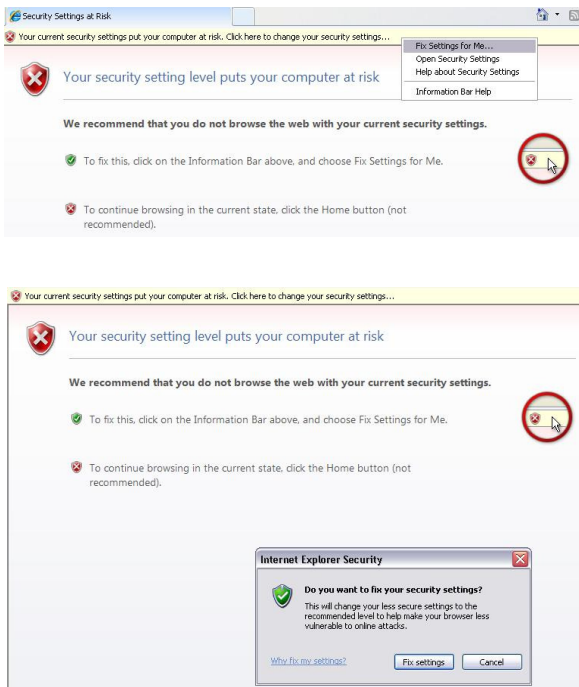 Security Settings at Risk
Your current security settings put your computer at risk. Click here to change your security settings...
Fix Settings for Me...
Open Security Settings
Help about Security Settings
Information Bar Help
Your security setting level puts your computer at risk
We recommend that you do not browse the web with your current security settings.
To fix this, click on the Information Bar above, and choose Fix Settings for Me.
To continue browsing in the current state, click the Home button (not
recommended).
Your current security settings put your computer at risk. Click here to change your security settings...
Your security setting level puts your computer at risk
We recommend that you do not browse the web with your current security settings.
To fix this, click on the Information Bar above, and choose Fix Settings for Me.
To continue browsing in the current state, click the Home button (not
recommended).
Internet Explorer Security
Do you want to fix your security settings?
This will change your less secure settings to the
recommended level to help make your browser less
vulnerable to online attacks.
Why fix my settings?
Fix settings
Cancel